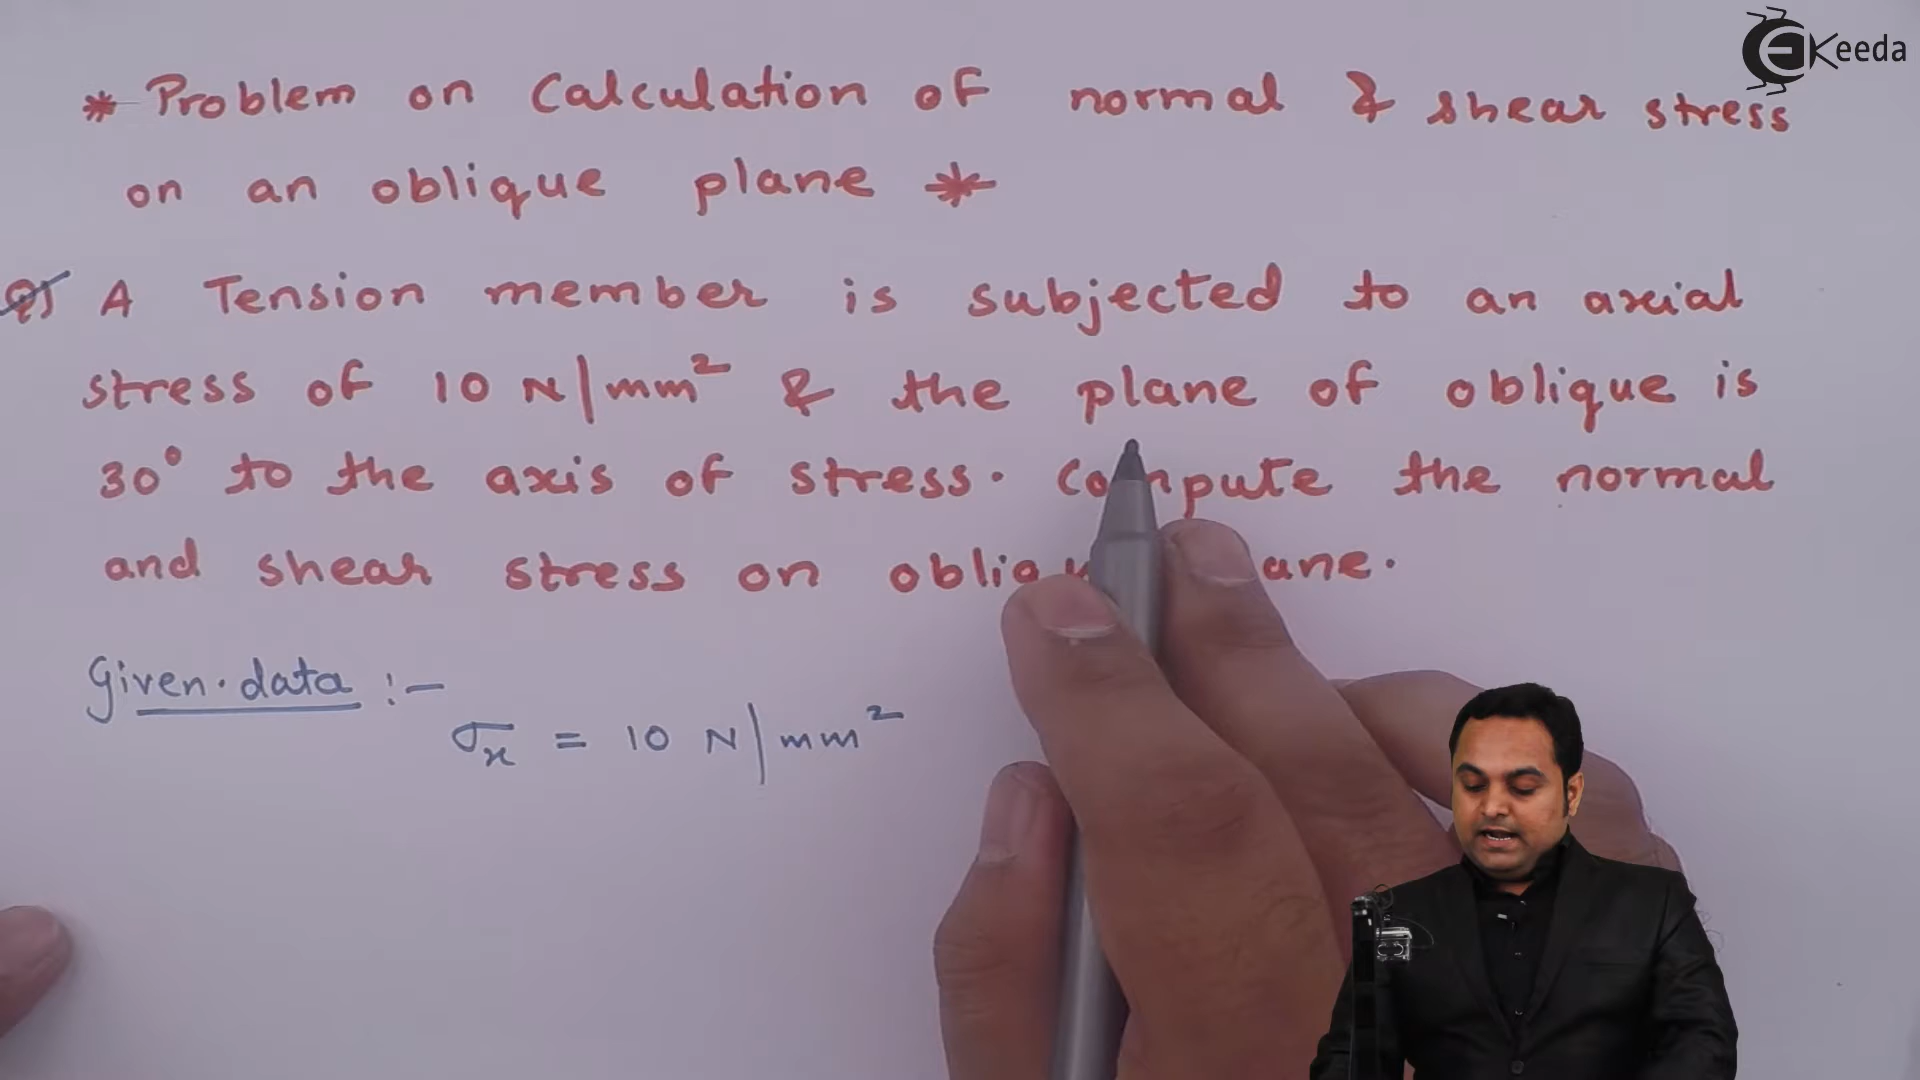 EKeeda
* Problem on Calculation of normal & shear stress
on an oblique plane *
Q) A Tension member is subjected to an axial
stress of 10 N|mm² & the plane of oblique is
30° to the axis of stress. Compute the normal
and shear stress on
Given data :-
σx = 10 N|mm²